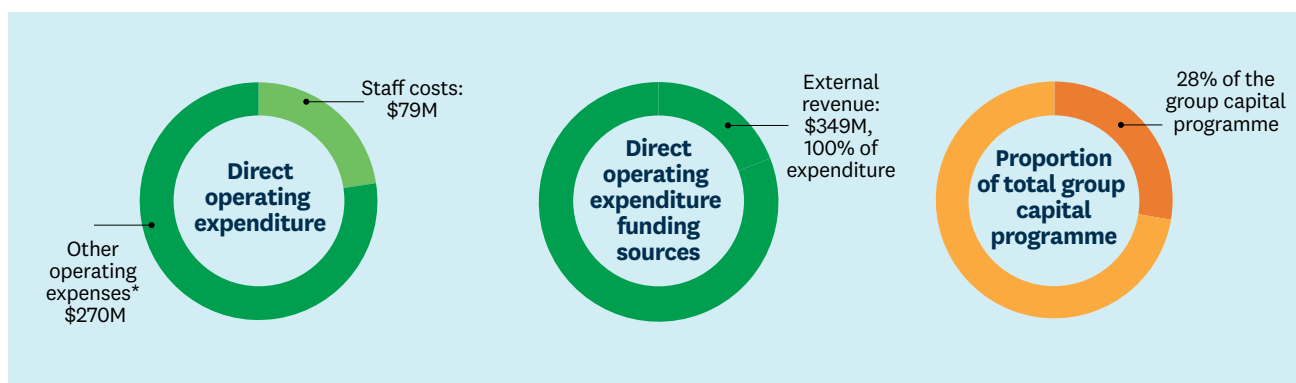 Staff costs:
$79M
Direct
operating
expenditure
Other
operating
expenses*
$270M
External
revenue:
$349M,
100% of
expenditure
Direct
operating
expenditure
funding
sources
28% of the
group capital
programme
Proportion
of total group
capital
programme